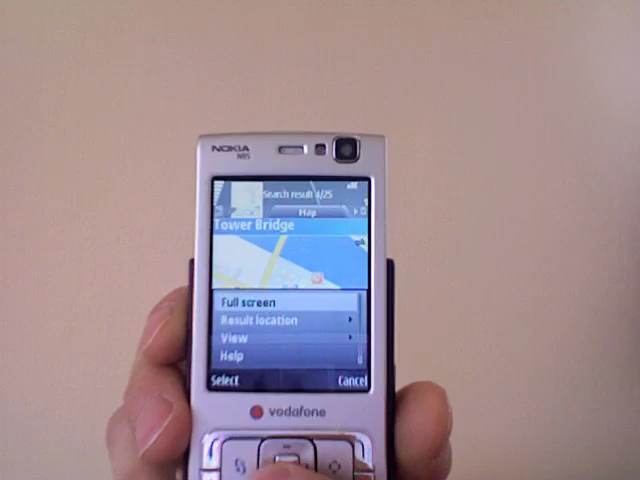 NOKIA
N95
Search result 1/25
Map
Tower Bridge
Full screen
Result location
View
Help
Select Cancel
vodafone